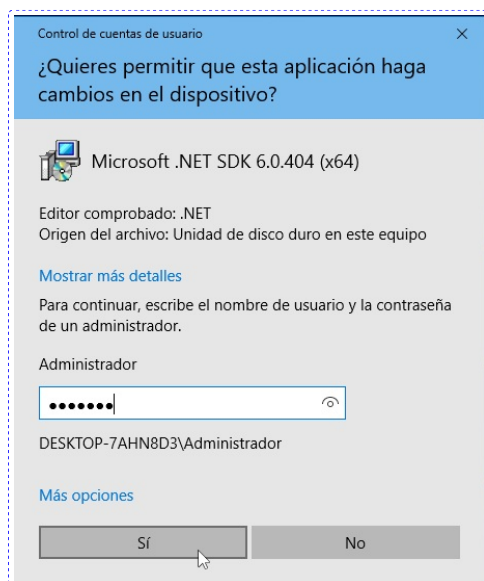 Control de cuentas de usuario
¿Quieres permitir que esta aplicación haga
cambios en el dispositivo?
Microsoft .NET SDK 6.0.404 (x64)
Editor comprobado: .NET
Origen del archivo: Unidad de disco duro en este equipo
Mostrar más detalles
Para continuar, escribe el nombre de usuario y la contraseña
de un administrador.
Administrador
●●●●●●●
DESKTOP-7AHN8D3\Administrador
Más opciones
Sí
No